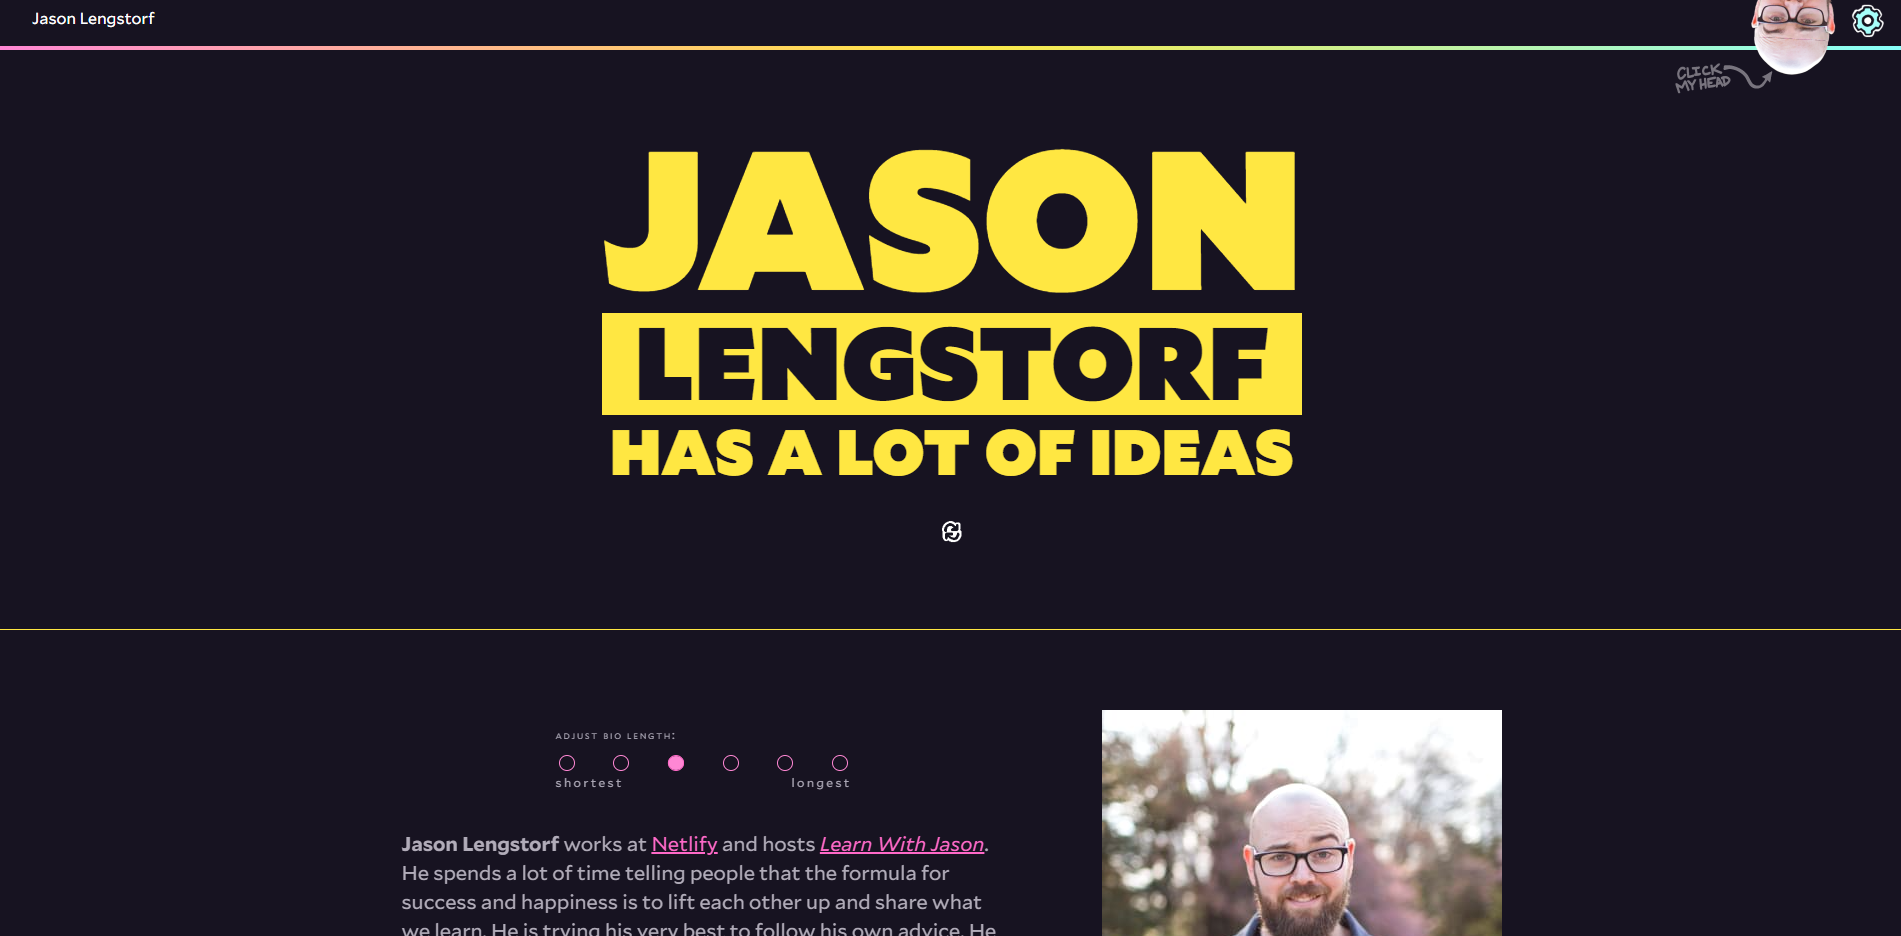 Jason Lengstorf
CLICK
MY HEAD
JASON
LENGSTORF
HAS A LOT OF IDEAS
ADJUST BIO LENGTH:
shortest longest
Jason Lengstorf works at Netlify and hosts Learn With Jason.
He spends a lot of time telling people that the formula for
success and happiness is to lift each other up and share what
we learn. He is trying his very best to follow his own advice. He